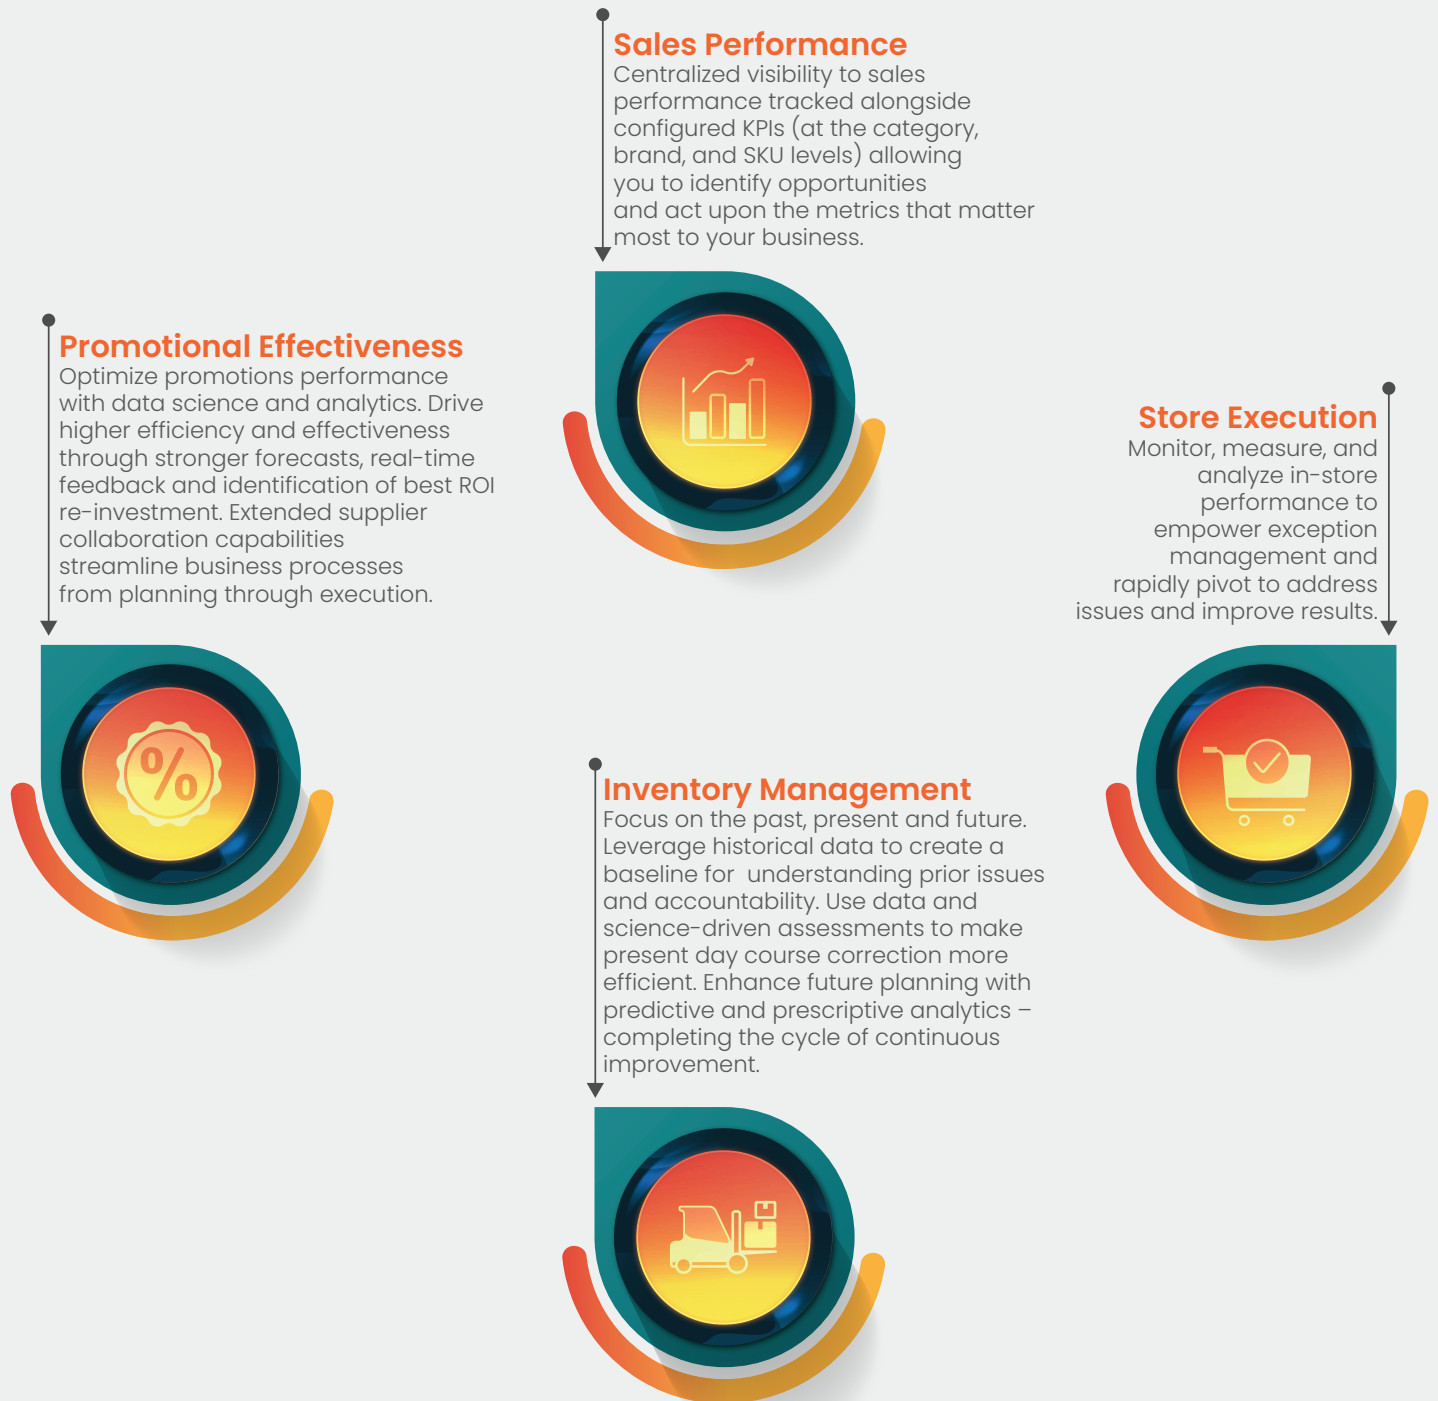 Sales Performance
Centralized visibility to sales
performance tracked alongside
configured KPIs (at the category,
brand, and SKU levels) allowing
you to identify opportunities
and act upon the metrics that matter
most to your business.
Promotional Effectiveness
Optimize promotions performance
with data science and analytics. Drive
higher efficiency and effectiveness
through stronger forecasts, real-time
feedback and identification of best ROI
re-investment. Extended supplier
collaboration capabilities
streamline business processes
from planning through execution.
%
Store Execution
Monitor, measure, and
analyze in-store
performance to
empower exception
management and
rapidly pivot to address
issues and improve results.
Inventory Management
Focus on the past, present and future.
Leverage historical data to create a
baseline for  understanding prior issues
and accountability. Use data and
science-driven assessments to make
present day course correction more
efficient. Enhance future planning with
predictive and prescriptive analytics –
completing the cycle of continuous
improvement.